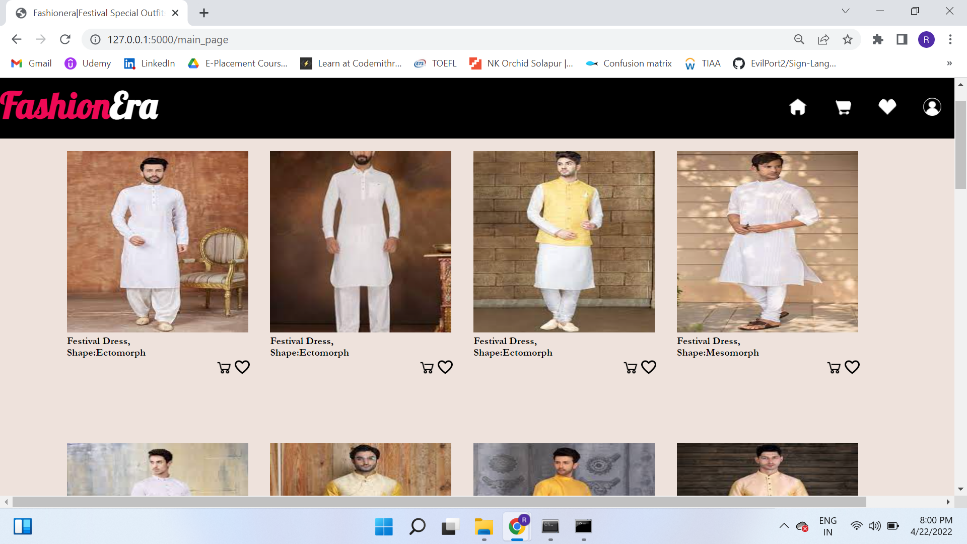 Fashionera|Festival Special Outfit
127.0.0.1:5000/main_page
R
Gmail Udemy LinkedIn E-Placement Cours... Learn at Codemithr... TOEFL NK Orchid Solapur |... Confusion matrix TIAA EvilPort2/Sign-Lang... »
FashionEra
Festival Dress, Festival Dress, Festival Dress, Festival Dress,
Shape:Ectomorph Shape:Ectomorph Shape:Ectomorph Shape:Mesomorph
R
ENG 8:00 PM
IN 4/22/2022